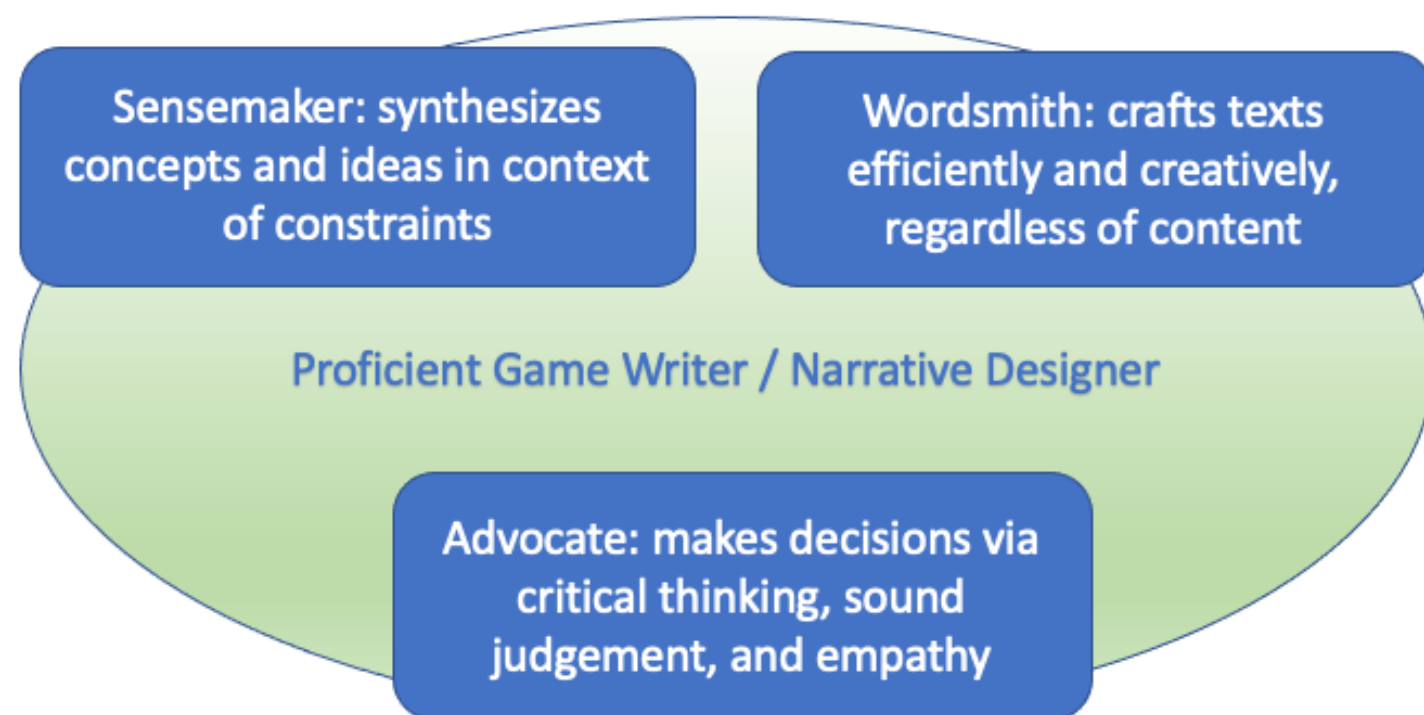 Sensemaker: synthesizes
concepts and ideas in context
of constraints
Wordsmith: crafts texts
efficiently and creatively,
regardless of content
Proficient Game Writer / Narrative Designer
Advocate: makes decisions via
critical thinking, sound
judgement, and empathy